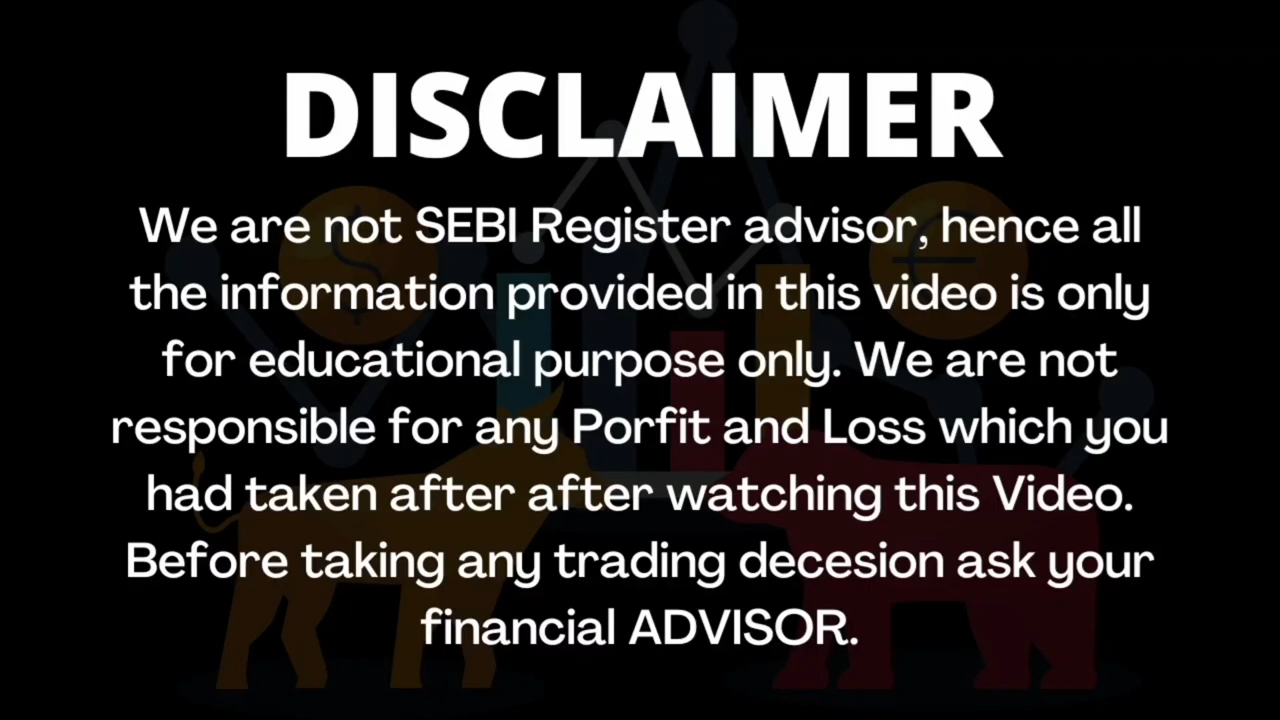 DISCLAIMER
We are not SEBI Register advisor, hence all
the information provided in this video is only
for educational purpose only. We are not
responsible for any Porfit and Loss which you
had taken after after watching this Video.
Before taking any trading decesion ask your
financial ADVISOR.